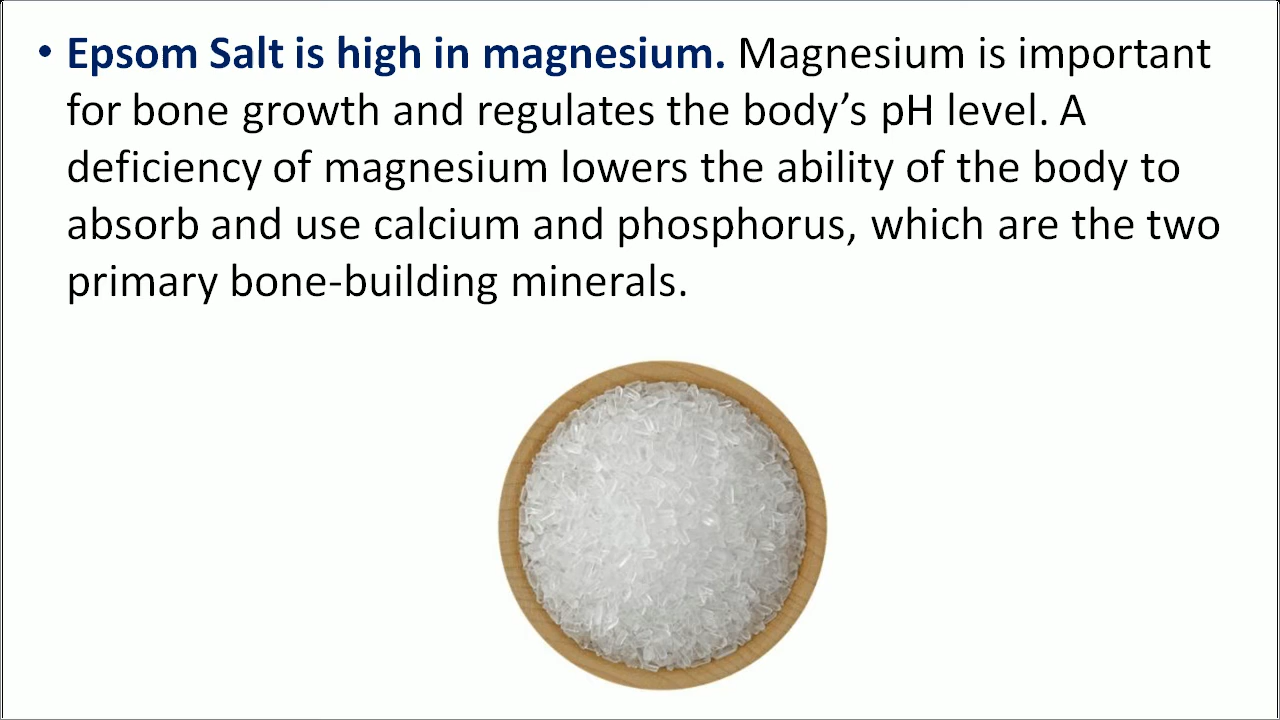 • Epsom Salt is high in magnesium. Magnesium is important
for bone growth and regulates the body’s pH level. A
deficiency of magnesium lowers the ability of the body to
absorb and use calcium and phosphorus, which are the two
primary bone-building minerals.